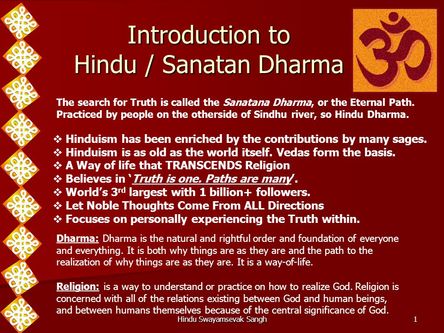 Introduction to
Hindu / Sanatan Dharma
ॐ
The search for Truth is called the Sanatana Dharma, or the Eternal Path.
Practiced by people on the otherside of Sindhu river, so Hindu Dharma.
❖ Hinduism has been enriched by the contributions by many sages.
❖ Hinduism is as old as the world itself. Vedas form the basis.
❖ A Way of life that TRANSCENDS Religion
❖ Believes in ‘Truth is one. Paths are many’.
❖ World’s 3rd largest with 1 billion+ followers.
❖ Let Noble Thoughts Come From ALL Directions
❖ Focuses on personally experiencing the Truth within.
Dharma: Dharma is the natural and rightful order and foundation of everyone
and everything. It is both why things are as they are and the path to the
realization of why things are as they are. It is a way-of-life.
Religion: is a way to understand or practice on how to realize God. Religion is
concerned with all of the relations existing between God and human beings,
and between humans themselves because of the central significance of God.
Hindu Swayamsevak Sangh 1